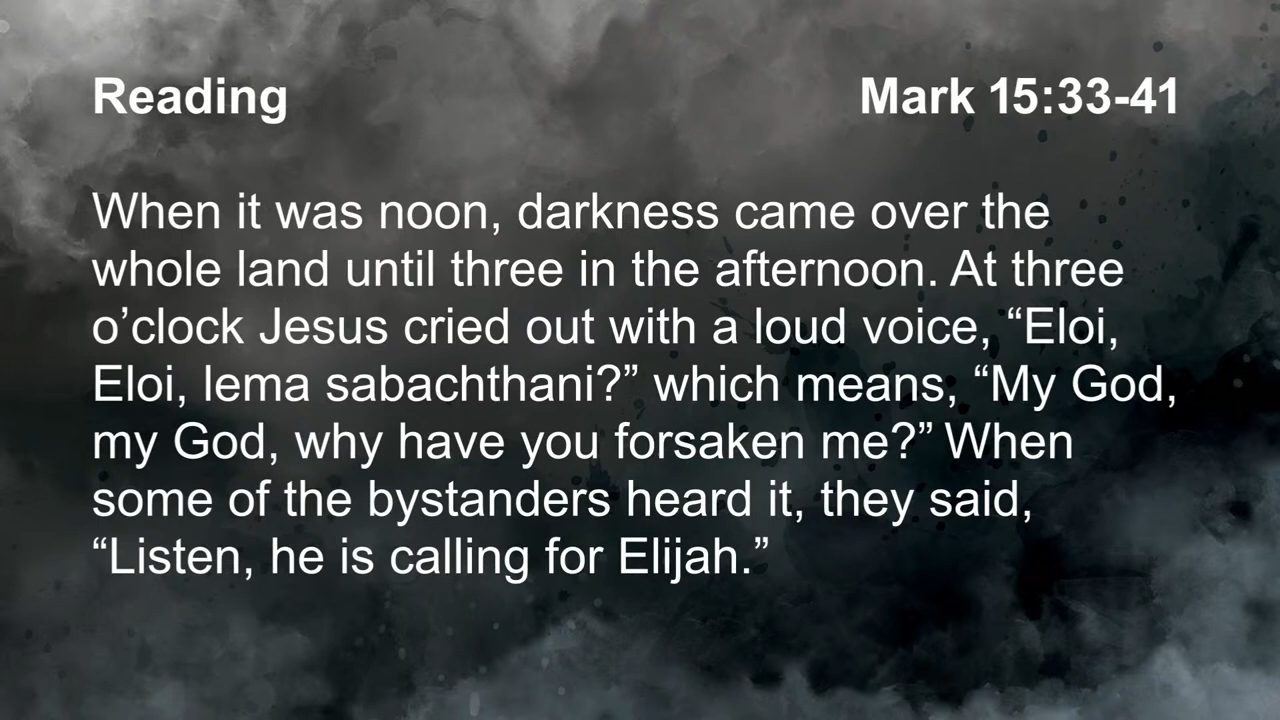 Reading Mark 15:33-41
When it was noon, darkness came over the
whole land until three in the afternoon. At three
o’clock Jesus cried out with a loud voice, “Eloi,
Eloi, lema sabachthani?” which means, “My God,
my God, why have you forsaken me?” When
some of the bystanders heard it, they said,
“Listen, he is calling for Elijah.”